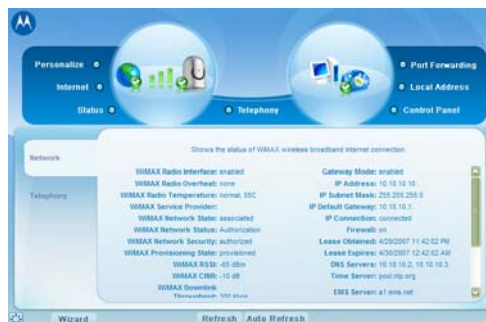 Personalize
Internet
Status
Telephony
Port Forwarding
Local Address
Control Panel
Network
Telephony
Shows the status of WiMAX wireless broadband Internet connection
WiMAX Radio Interface: enabled
WiMAX Radio Overheat: none
WiMAX Radio Temperature: normal, 55C
WiMAX Service Provider:
WiMAX Network State: associated
WiMAX Network Status: Authorization
WiMAX Network Security: authorized
WiMAX Provisioning State: provisioned
WiMAX RSSI: -65 dBm
WiMAX CINR: -10 dB
WiMAX Downlink
Throughput: 300 kbps
Gateway Mode: enabled
IP Address: 10.10.10.10
IP Subnet Mask: 255.255.255.0
IP Default Gateway: 10.10.10.1
IP Connection: connected
Firewall: on
Lease Obtained: 4/29/2007 11:42:02 PM
Lease Expires: 4/30/2007 12:42:02 AM
DNS Servers: 10.10.10.2, 10.10.10.3
Time Server: pool.ntp.org
EMS Server: a1.ema.net
Wizard
Refresh
Auto Refresh